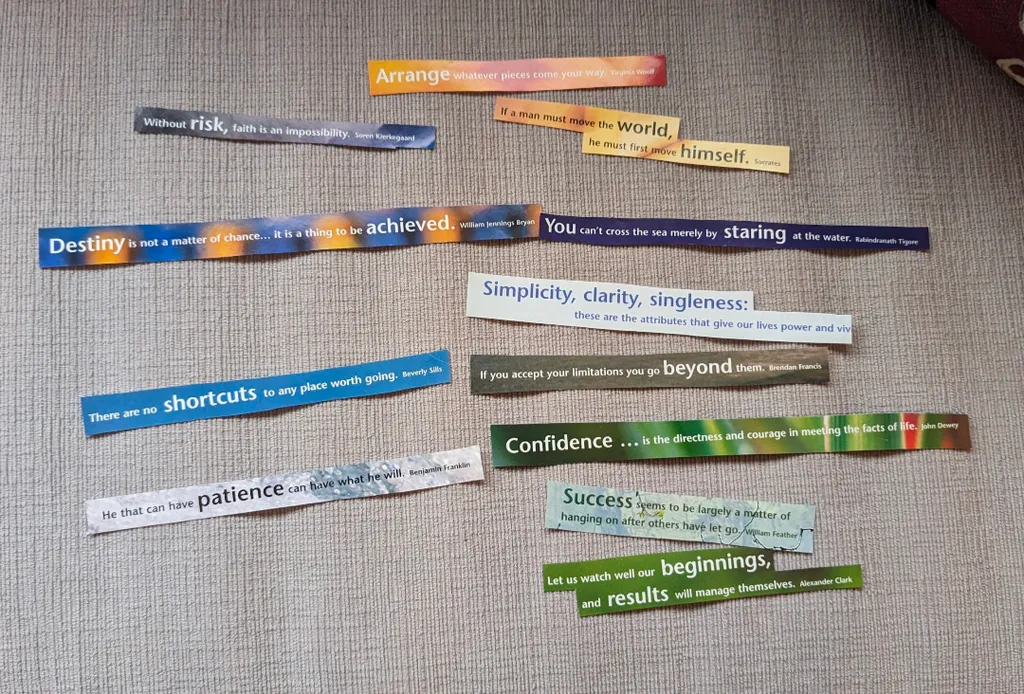 Arrange whatever pieces come your way. Virginia Woolf
Without risk, faith is an impossibility. Soren Kierkegaard
If a man must move the world,
he must first move himself. Socrates
Destiny is not a matter of chance... it is a thing to be achieved. William Jennings Bryan
You can't cross the sea merely by staring at the water. Rabindranath Tigore
Simplicity, clarity, singleness:
these are the attributes that give our lives power and viv
There are no shortcuts to any place worth going. Beverly Sills
If you accept your limitations you go beyond them. Brendan Francis
Confidence ... is the directness and courage in meeting the facts of life. John Dewey
He that can have patience can have what he will. Benjamin Franklin
Success seems to be largely a matter of
hanging on after others have let go. William Feather
Let us watch well our beginnings,
and results will manage themselves. Alexander Clark